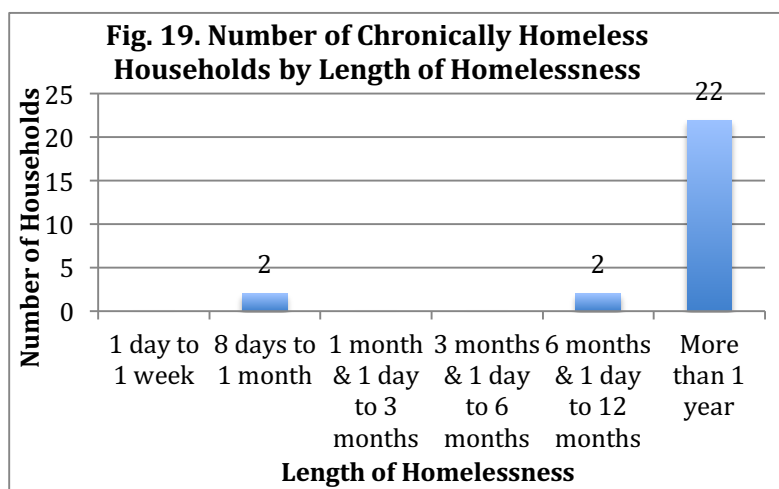 Fig. 19. Number of Chronically Homeless
Households by Length of Homelessness
Number of Households
25
20
15
10
5
0
2
2
22
1 day to
1 week
8 days to
1 month
1 month
& 1 day
to 3
months
3 months
& 1 day
to 6
months
6 months
& 1 day
to 12
months
More
than 1
year
Length of Homelessness